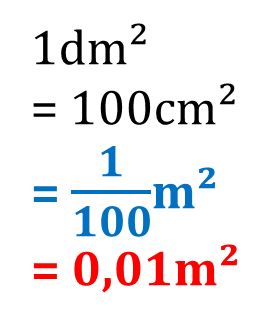 1dm²
= 100cm²
= 1/100 m²
= 0,01m²